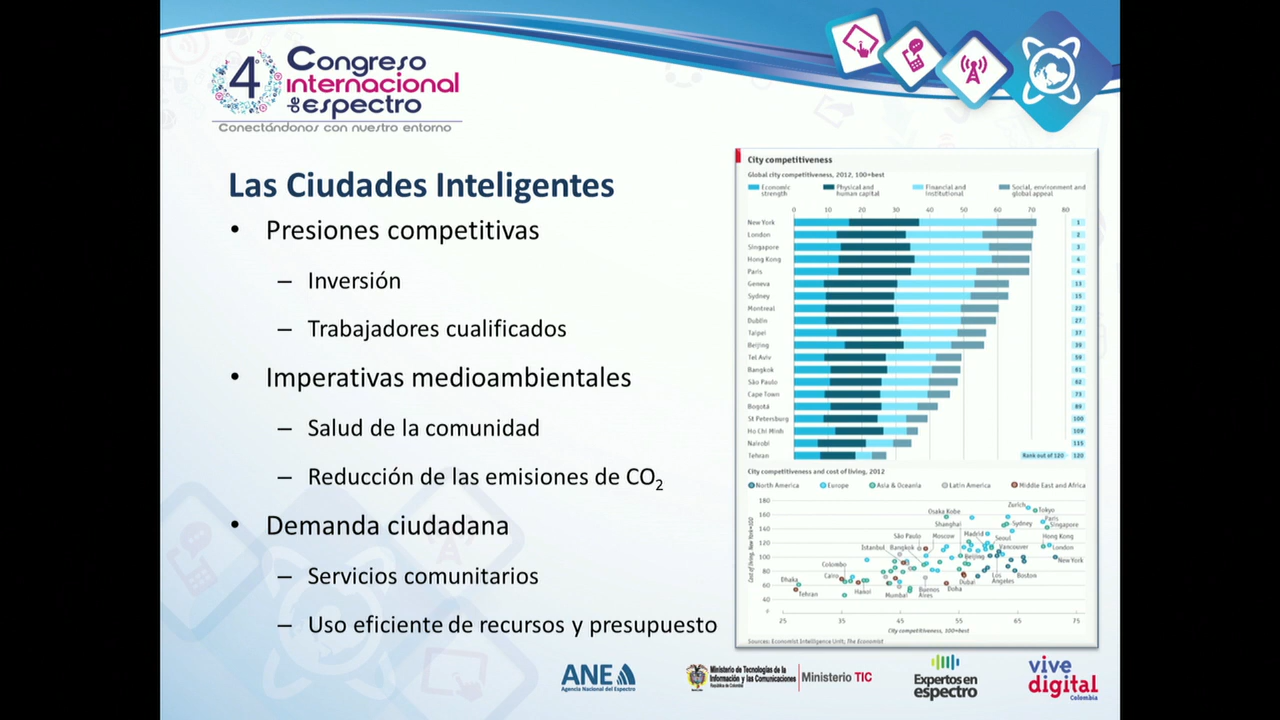 4º
Congreso
internacional
de espectro
Conectándonos con nuestro entorno
Las Ciudades Inteligentes
• Presiones competitivas
– Inversión
– Trabajadores cualificados
• Imperativas medioambientales
– Salud de la comunidad
– Reducción de las emisiones de CO2
• Demanda ciudadana
– Servicios comunitarios
– Uso eficiente de recursos y presupuesto
City competitiveness
Global city competitiveness, 2012, 100=best
Economic strength
Physical and human capital
Financial and institutional
Social, environment and global appeal
0 10 20 30 40 50 60 70 80
New York 1
London 2
Singapore 3
Hong Kong 4
Paris 4
Geneva 13
Sydney 15
Montreal 22
Dublin 27
Taipei 37
Beijing 39
Tel Aviv 59
Bangkok 61
São Paulo 62
Cape Town 73
Bogotá 89
St Petersburg 100
Ho Chi Minh 109
Nairobi 115
Tehran Rank out of 120 120
City competitiveness and cost of living, 2012
North America Europe Asia & Oceania Latin America Middle East and Africa
Cost of living, New York=100
180
160
140
120
100
80
60
40
Zurich
Tokyo
Osaka Kobe
Paris
Shanghai
Sydney
Singapore
Madrid
São Paulo
Moscow
Seoul
Hong Kong
Istanbul
Bangkok
Vancouver
London
Beijing
New York
Colombo
Dhaka
Cairo
Dubai
Los Angeles
Boston
Tehran
Hanoi
Mumbai
Buenos Aires
Doha
25 35 45 55 65 75
City competitiveness, 100=best
Sources: Economist Intelligence Unit; The Economist
ANE
Agencia Nacional del Espectro
Ministerio de Tecnologías de la
Información y las Comunicaciones
República de Colombia
Ministerio TIC
Expertos en
espectro
vive
digital
Colombia